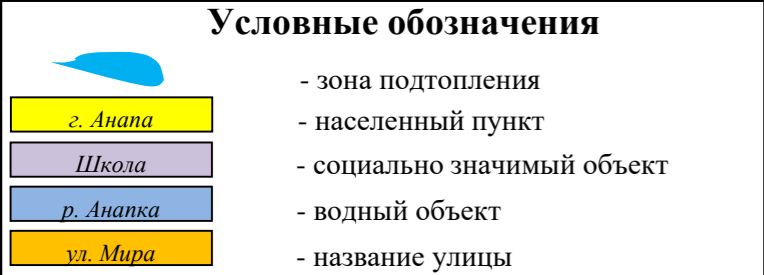 Условные обозначения
- зона подтопления
г. Анапа - населенный пункт
Школа - социально значимый объект
р. Анапка - водный объект
ул. Мира - название улицы